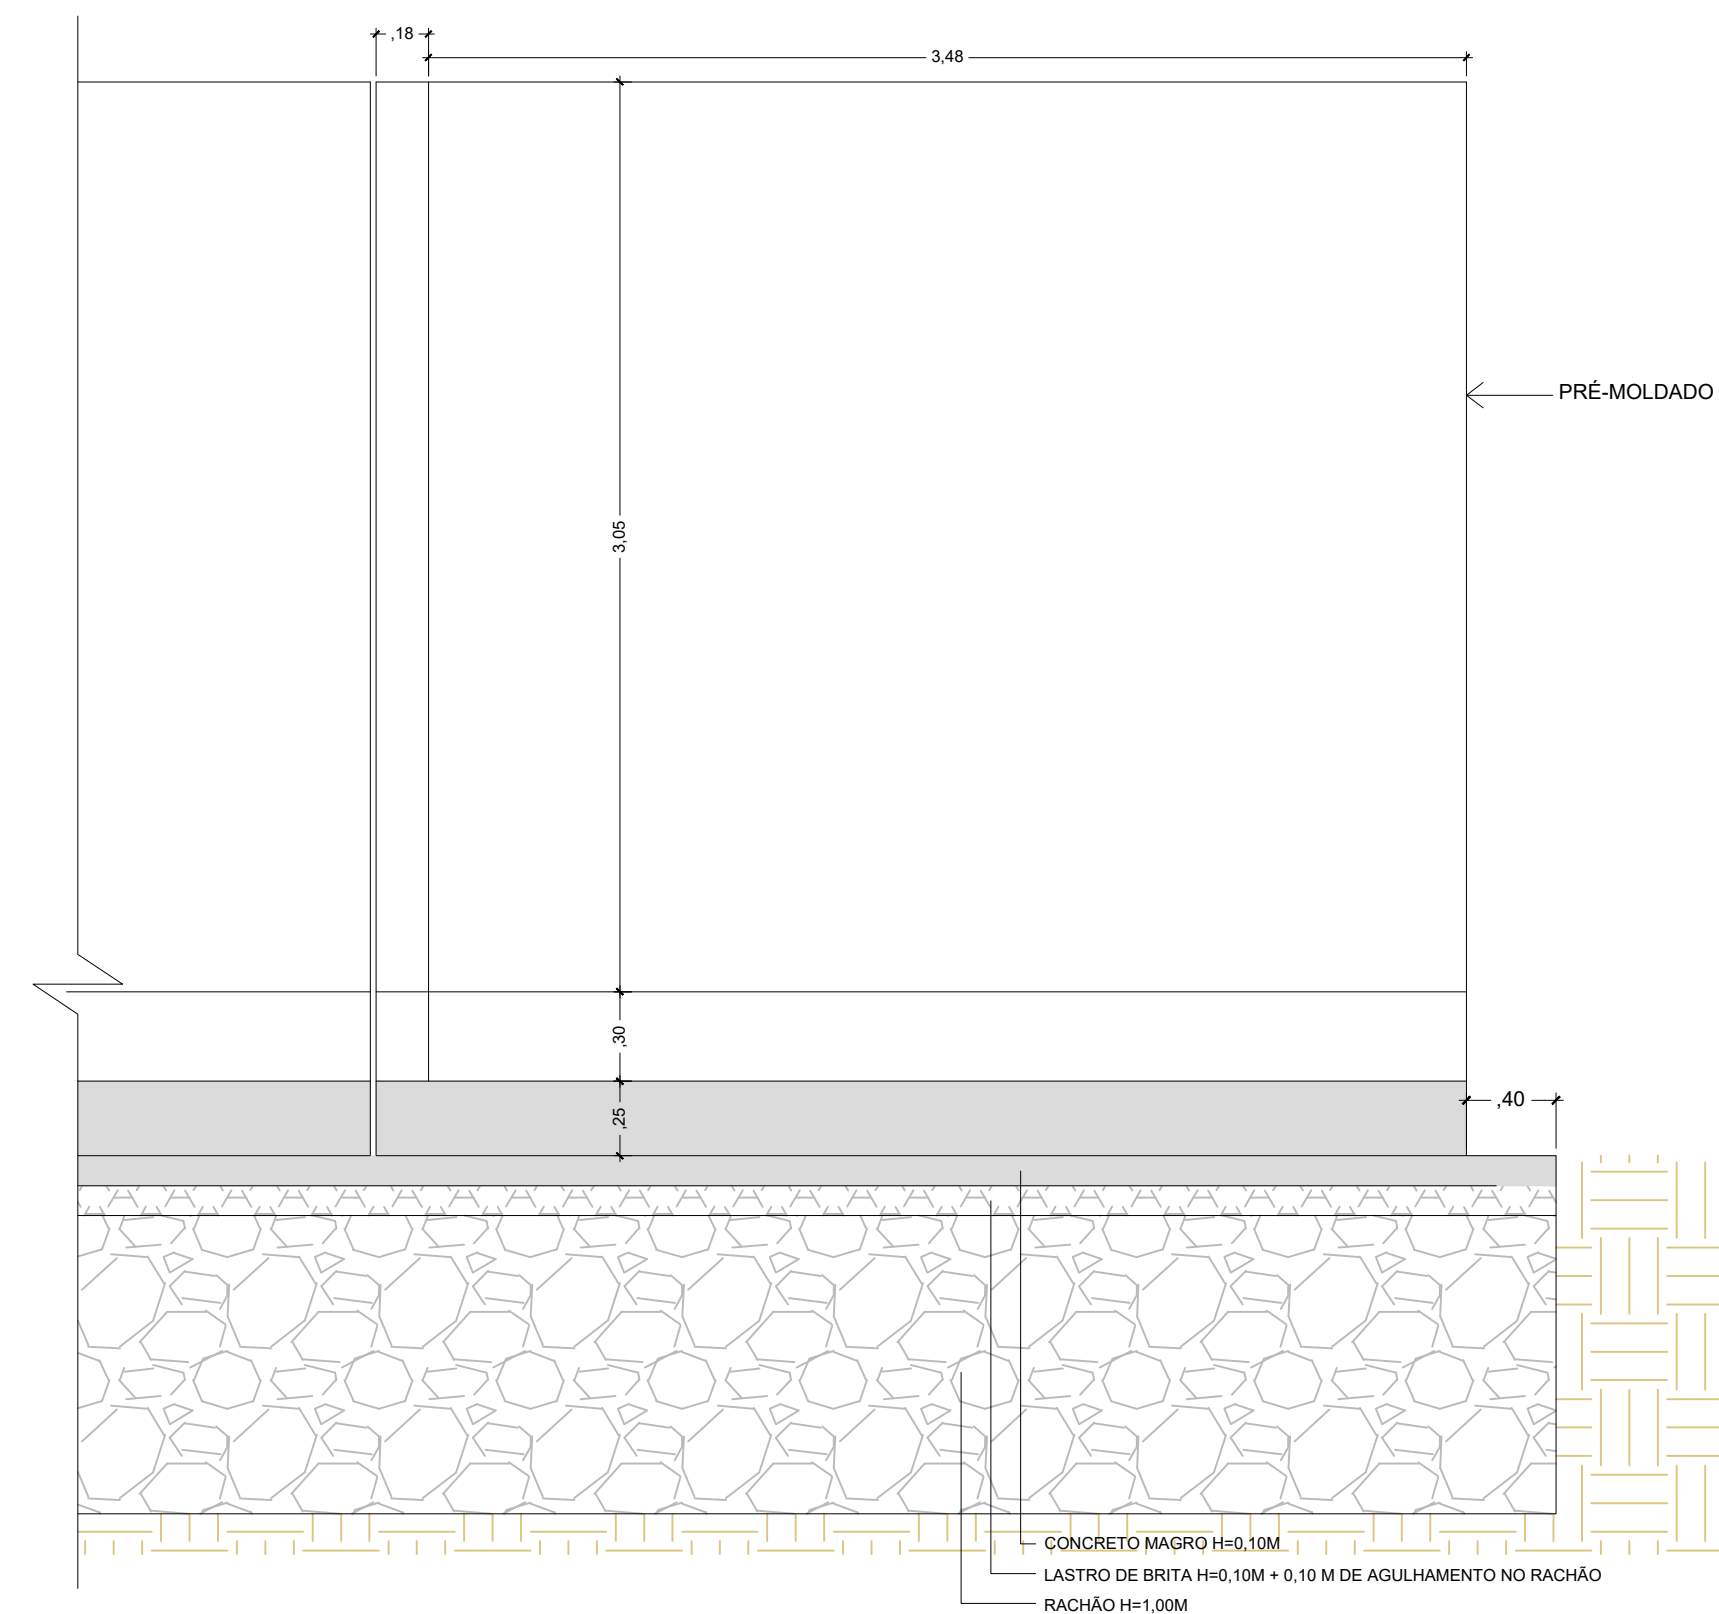 ,18
3,48
PRÉ-MOLDADO
3,05
,30
,25
,40
CONCRETO MAGRO H=0,10M
LASTRO DE BRITA H=0,10M + 0,10 M DE AGULHAMENTO NO RACHÃO
RACHÃO H=1,00M